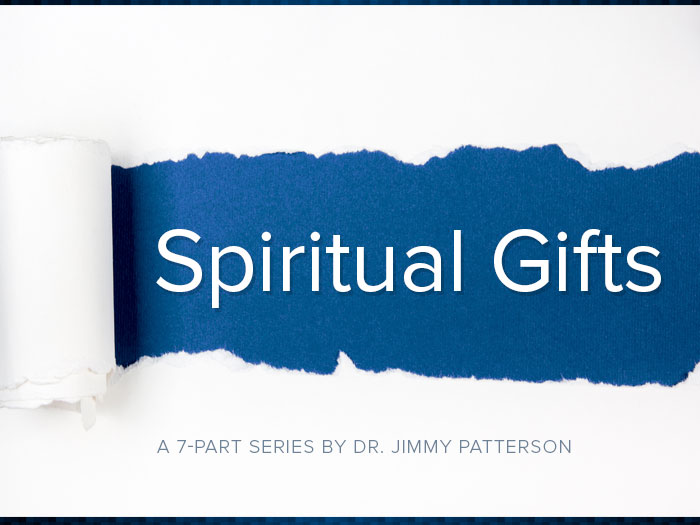 Spiritual Gifts
A 7-PART SERIES BY DR. JIMMY PATTERSON